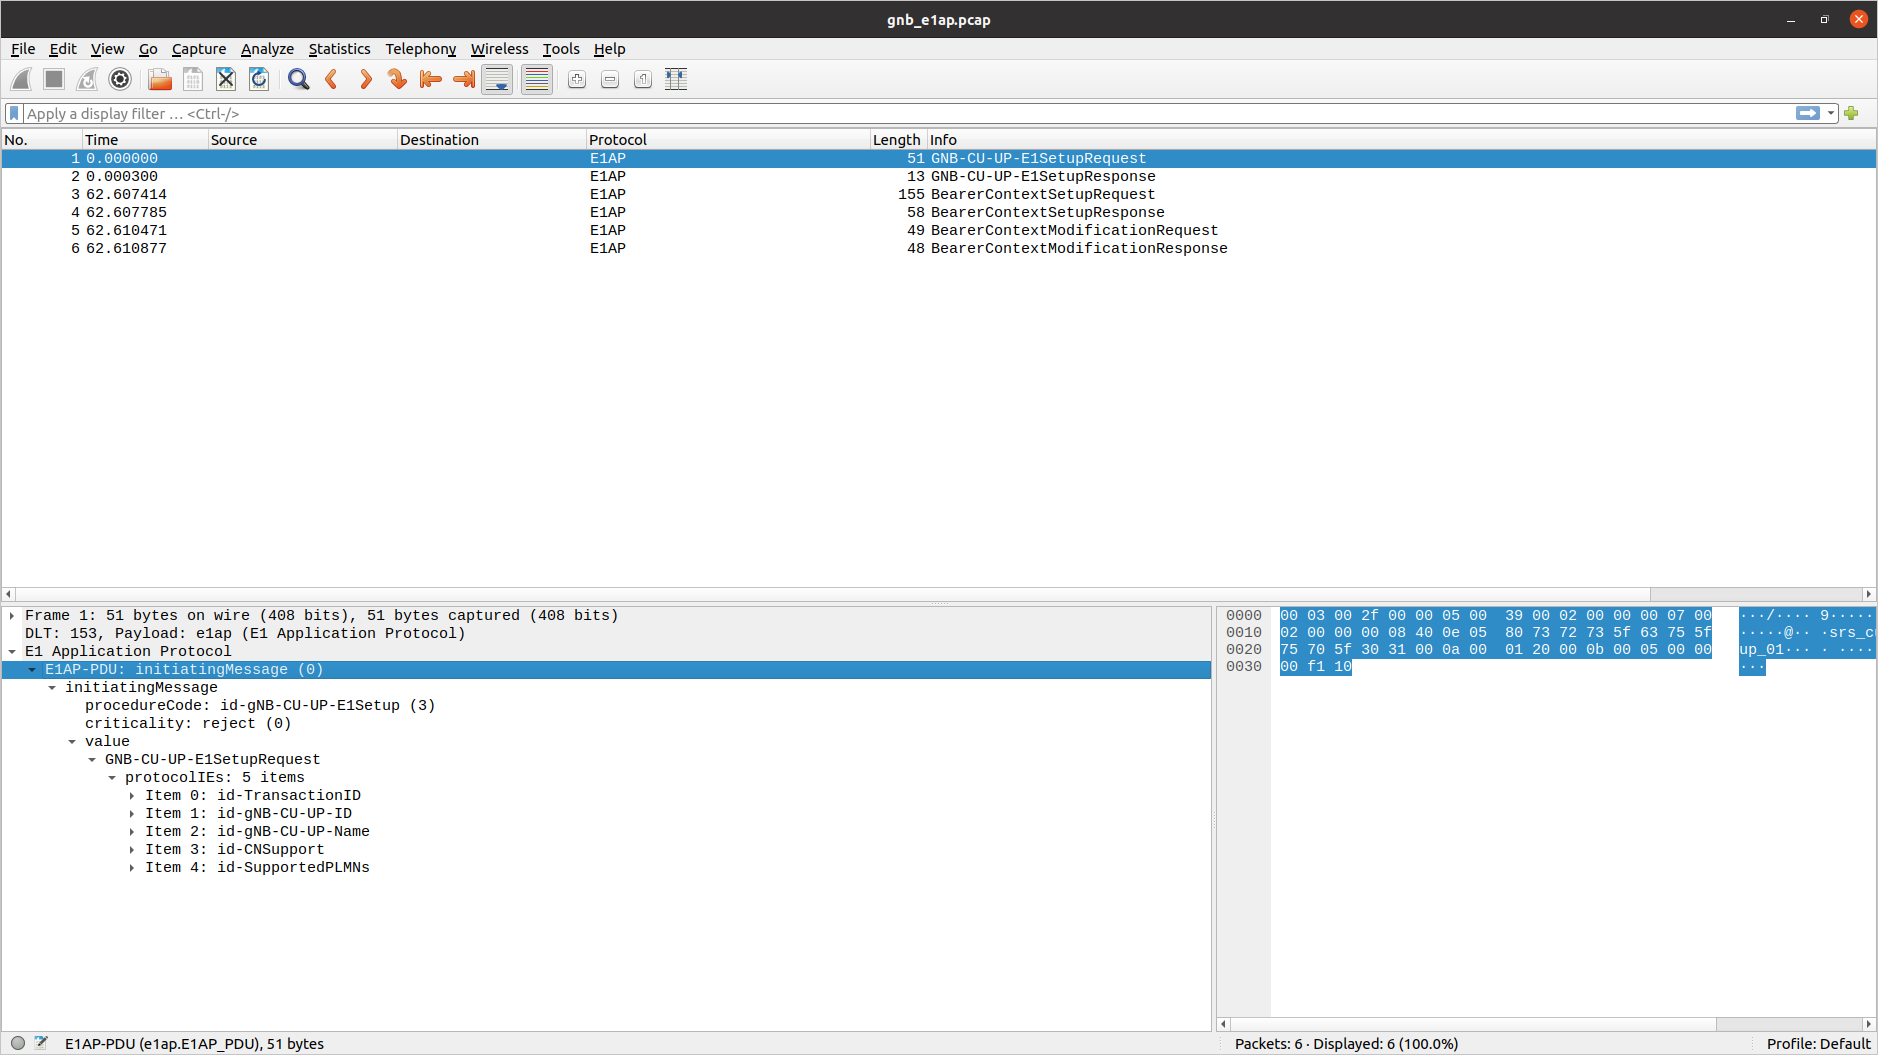 gnb_e1ap.pcap
File Edit View Go Capture Analyze Statistics Telephony Wireless Tools Help
Apply a display filter … <Ctrl-/>
No. Time Source Destination Protocol Length Info
1 0.000000 E1AP 51 GNB-CU-UP-E1SetupRequest
2 0.000300 E1AP 13 GNB-CU-UP-E1SetupResponse
3 62.607414 E1AP 155 BearerContextSetupRequest
4 62.607785 E1AP 58 BearerContextSetupResponse
5 62.610471 E1AP 49 BearerContextModificationRequest
6 62.610877 E1AP 48 BearerContextModificationResponse
Frame 1: 51 bytes on wire (408 bits), 51 bytes captured (408 bits)
DLT: 153, Payload: e1ap (E1 Application Protocol)
E1 Application Protocol
E1AP-PDU: initiatingMessage (0)
initiatingMessage
procedureCode: id-gNB-CU-UP-E1Setup (3)
criticality: reject (0)
value
GNB-CU-UP-E1SetupRequest
protocolIEs: 5 items
Item 0: id-TransactionID
Item 1: id-gNB-CU-UP-ID
Item 2: id-gNB-CU-UP-Name
Item 3: id-CNSupport
Item 4: id-SupportedPLMNs
0000 00 03 00 2f 00 00 05 00 39 00 02 00 00 00 07 00 ···/···· 9·····
0010 02 00 00 00 08 40 0e 05 80 73 72 73 5f 63 75 5f ·····@·· ·srs_cu
0020 75 70 5f 30 31 00 0a 00 01 20 00 0b 00 05 00 00 up_01··· · ····
0030 00 f1 10 ···
E1AP-PDU (e1ap.E1AP_PDU), 51 bytes
Packets: 6 · Displayed: 6 (100.0%)
Profile: Default